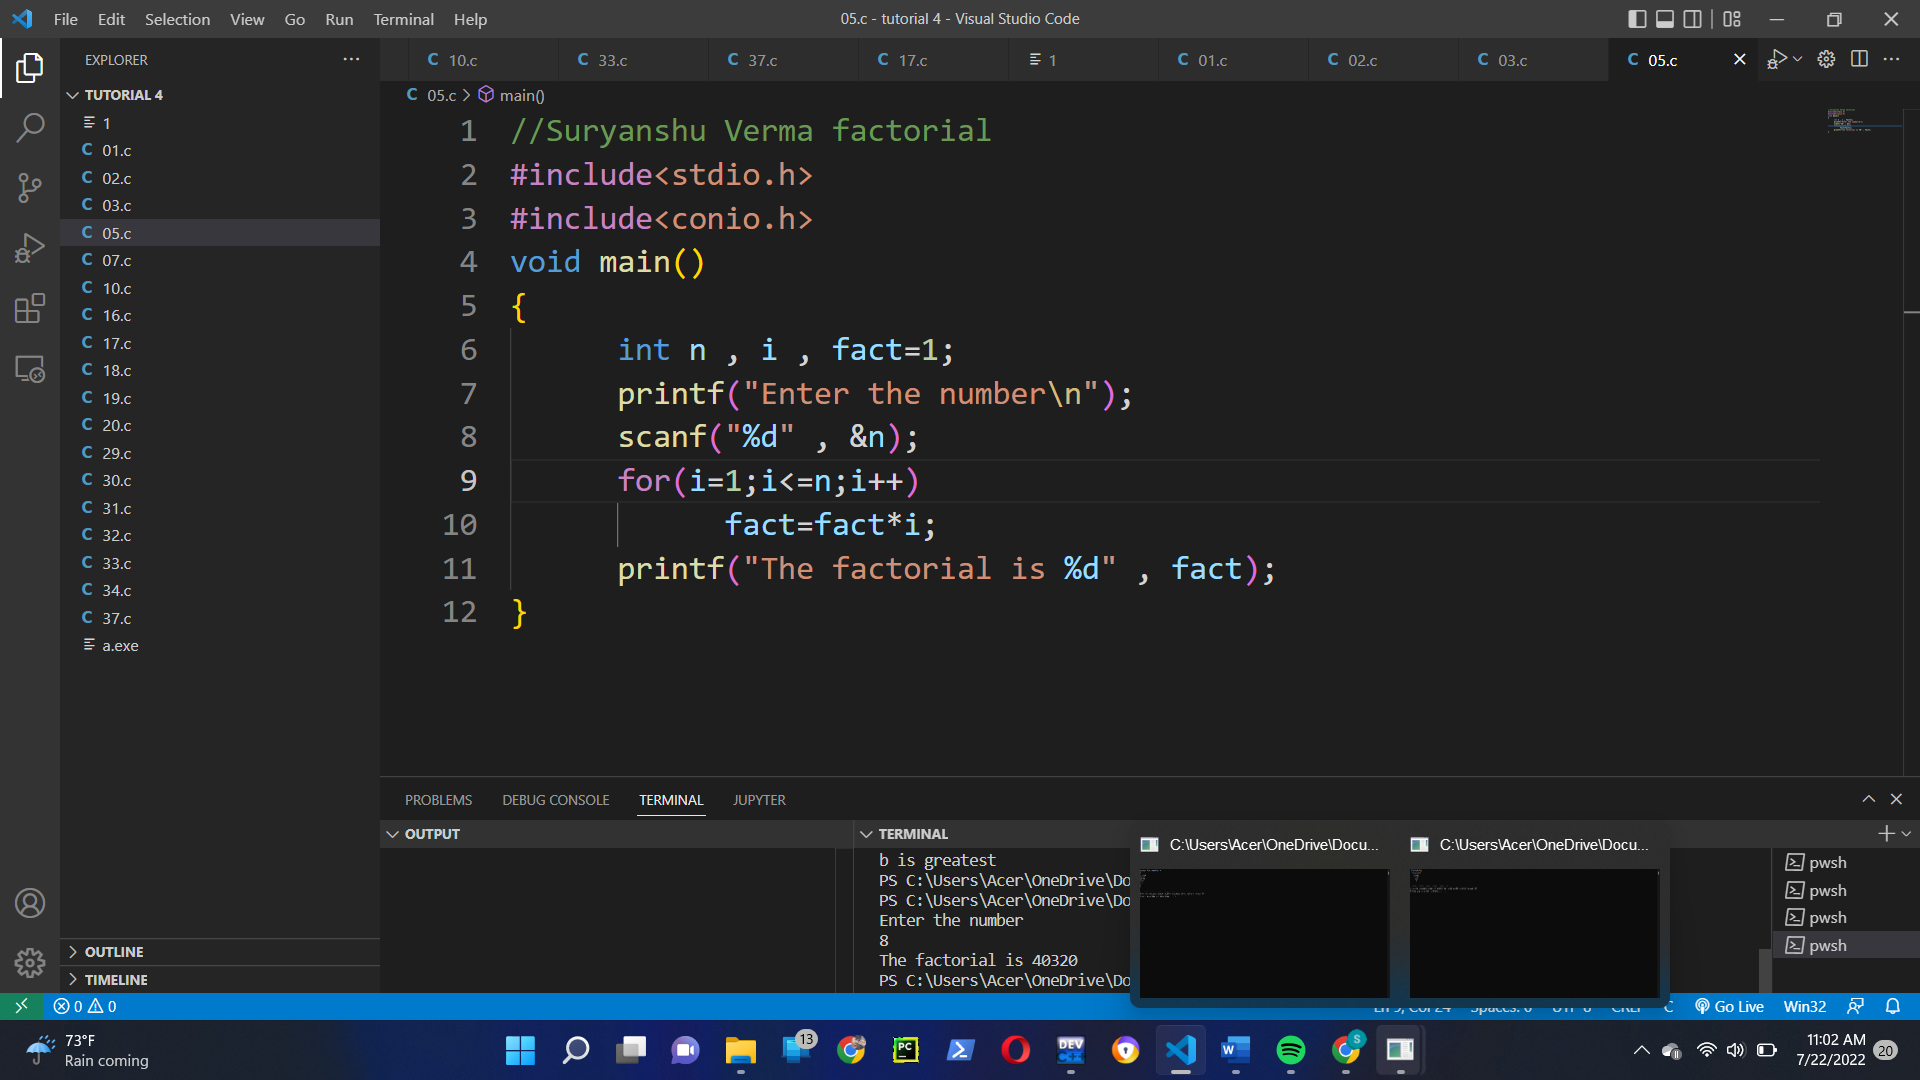 File Edit Selection View Go Run Terminal Help
05.c - tutorial 4 - Visual Studio Code
EXPLORER
TUTORIAL 4
1
01.c
02.c
03.c
05.c
07.c
10.c
16.c
17.c
18.c
19.c
20.c
29.c
30.c
31.c
32.c
33.c
34.c
37.c
a.exe
OUTLINE
TIMELINE
10.c 33.c 37.c 17.c 1 01.c 02.c 03.c 05.c
05.c > main()
1 //Suryanshu Verma factorial
2 #include<stdio.h>
3 #include<conio.h>
4 void main()
5 {
6 int n , i , fact=1;
7 printf("Enter the number\n");
8 scanf("%d" , &n);
9 for(i=1;i<=n;i++)
10 fact=fact*i;
11 printf("The factorial is %d" , fact);
12 }
PROBLEMS DEBUG CONSOLE TERMINAL JUPYTER
OUTPUT
TERMINAL
b is greatest
PS C:\Users\Acer\OneDrive\Do
PS C:\Users\Acer\OneDrive\Do
Enter the number
8
The factorial is 40320
PS C:\Users\Acer\OneDrive\Do
C:\Users\Acer\OneDrive\Docu...
C:\Users\Acer\OneDrive\Docu...
pwsh
pwsh
pwsh
pwsh
0 0
Go Live Win32
73°F
Rain coming
13
PC
DEV
C++
W
S
11:02 AM
7/22/2022
20